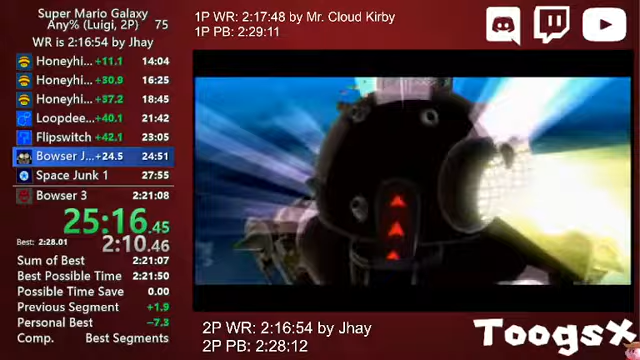 Super Mario Galaxy
Any% (Luigi, 2P) 75
WR is 2:16:54 by Jhay
Honeyhi... +11.1 14:04
Honeyhi... +30.9 16:25
Honeyhi... +37.2 18:45
Loopdee... +40.1 21:42
Flipswitch +42.1 23:05
Bowser J... +24.5 24:51
Space Junk 1 27:55
Bowser 3 2:21:08
25:16.45
Best: 2:28.01 2:10.46
Sum of Best 2:21:07
Best Possible Time 2:21:50
Possible Time Save 0.00
Previous Segment +1.9
Personal Best −7.3
Comp. Best Segments
1P WR: 2:17:48 by Mr. Cloud Kirby
1P PB: 2:29:11
2P WR: 2:16:54 by Jhay
2P PB: 2:28:12
ToogsX